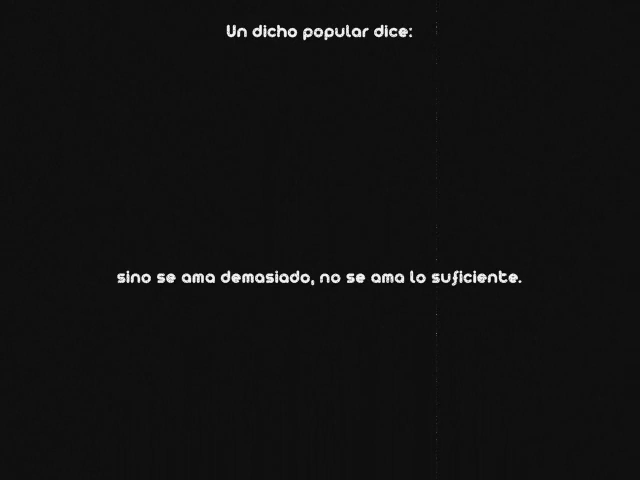 Un dicho popular dice:
sino se ama demasiado, no se ama lo suficiente.